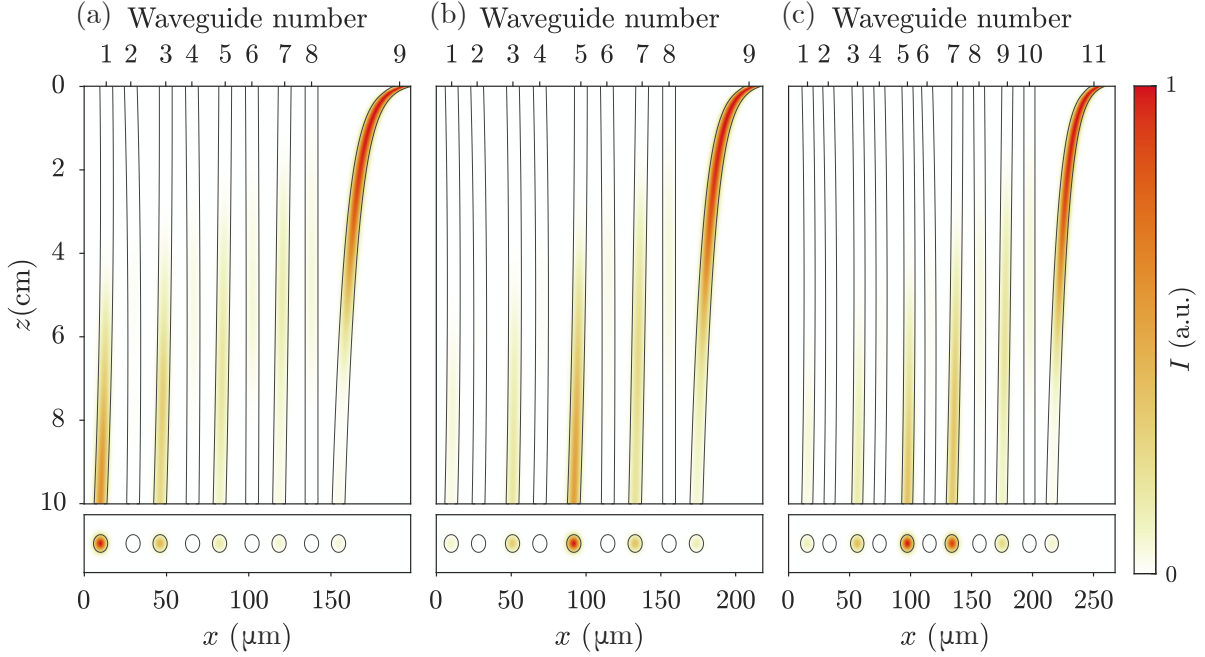 (a) Waveguide number (b) Waveguide number (c) Waveguide number
1 2 3 4 5 6 7 8 9 1 2 3 4 5 6 7 8 9 1 2 3 4 5 6 7 8 9 10 11
0
2
4
6
8
10
z(cm)
1
0
I (a.u.)
0 50 100 150 0 50 100 150 200 0 50 100 150 200 250
x (μm) x (μm) x (μm)